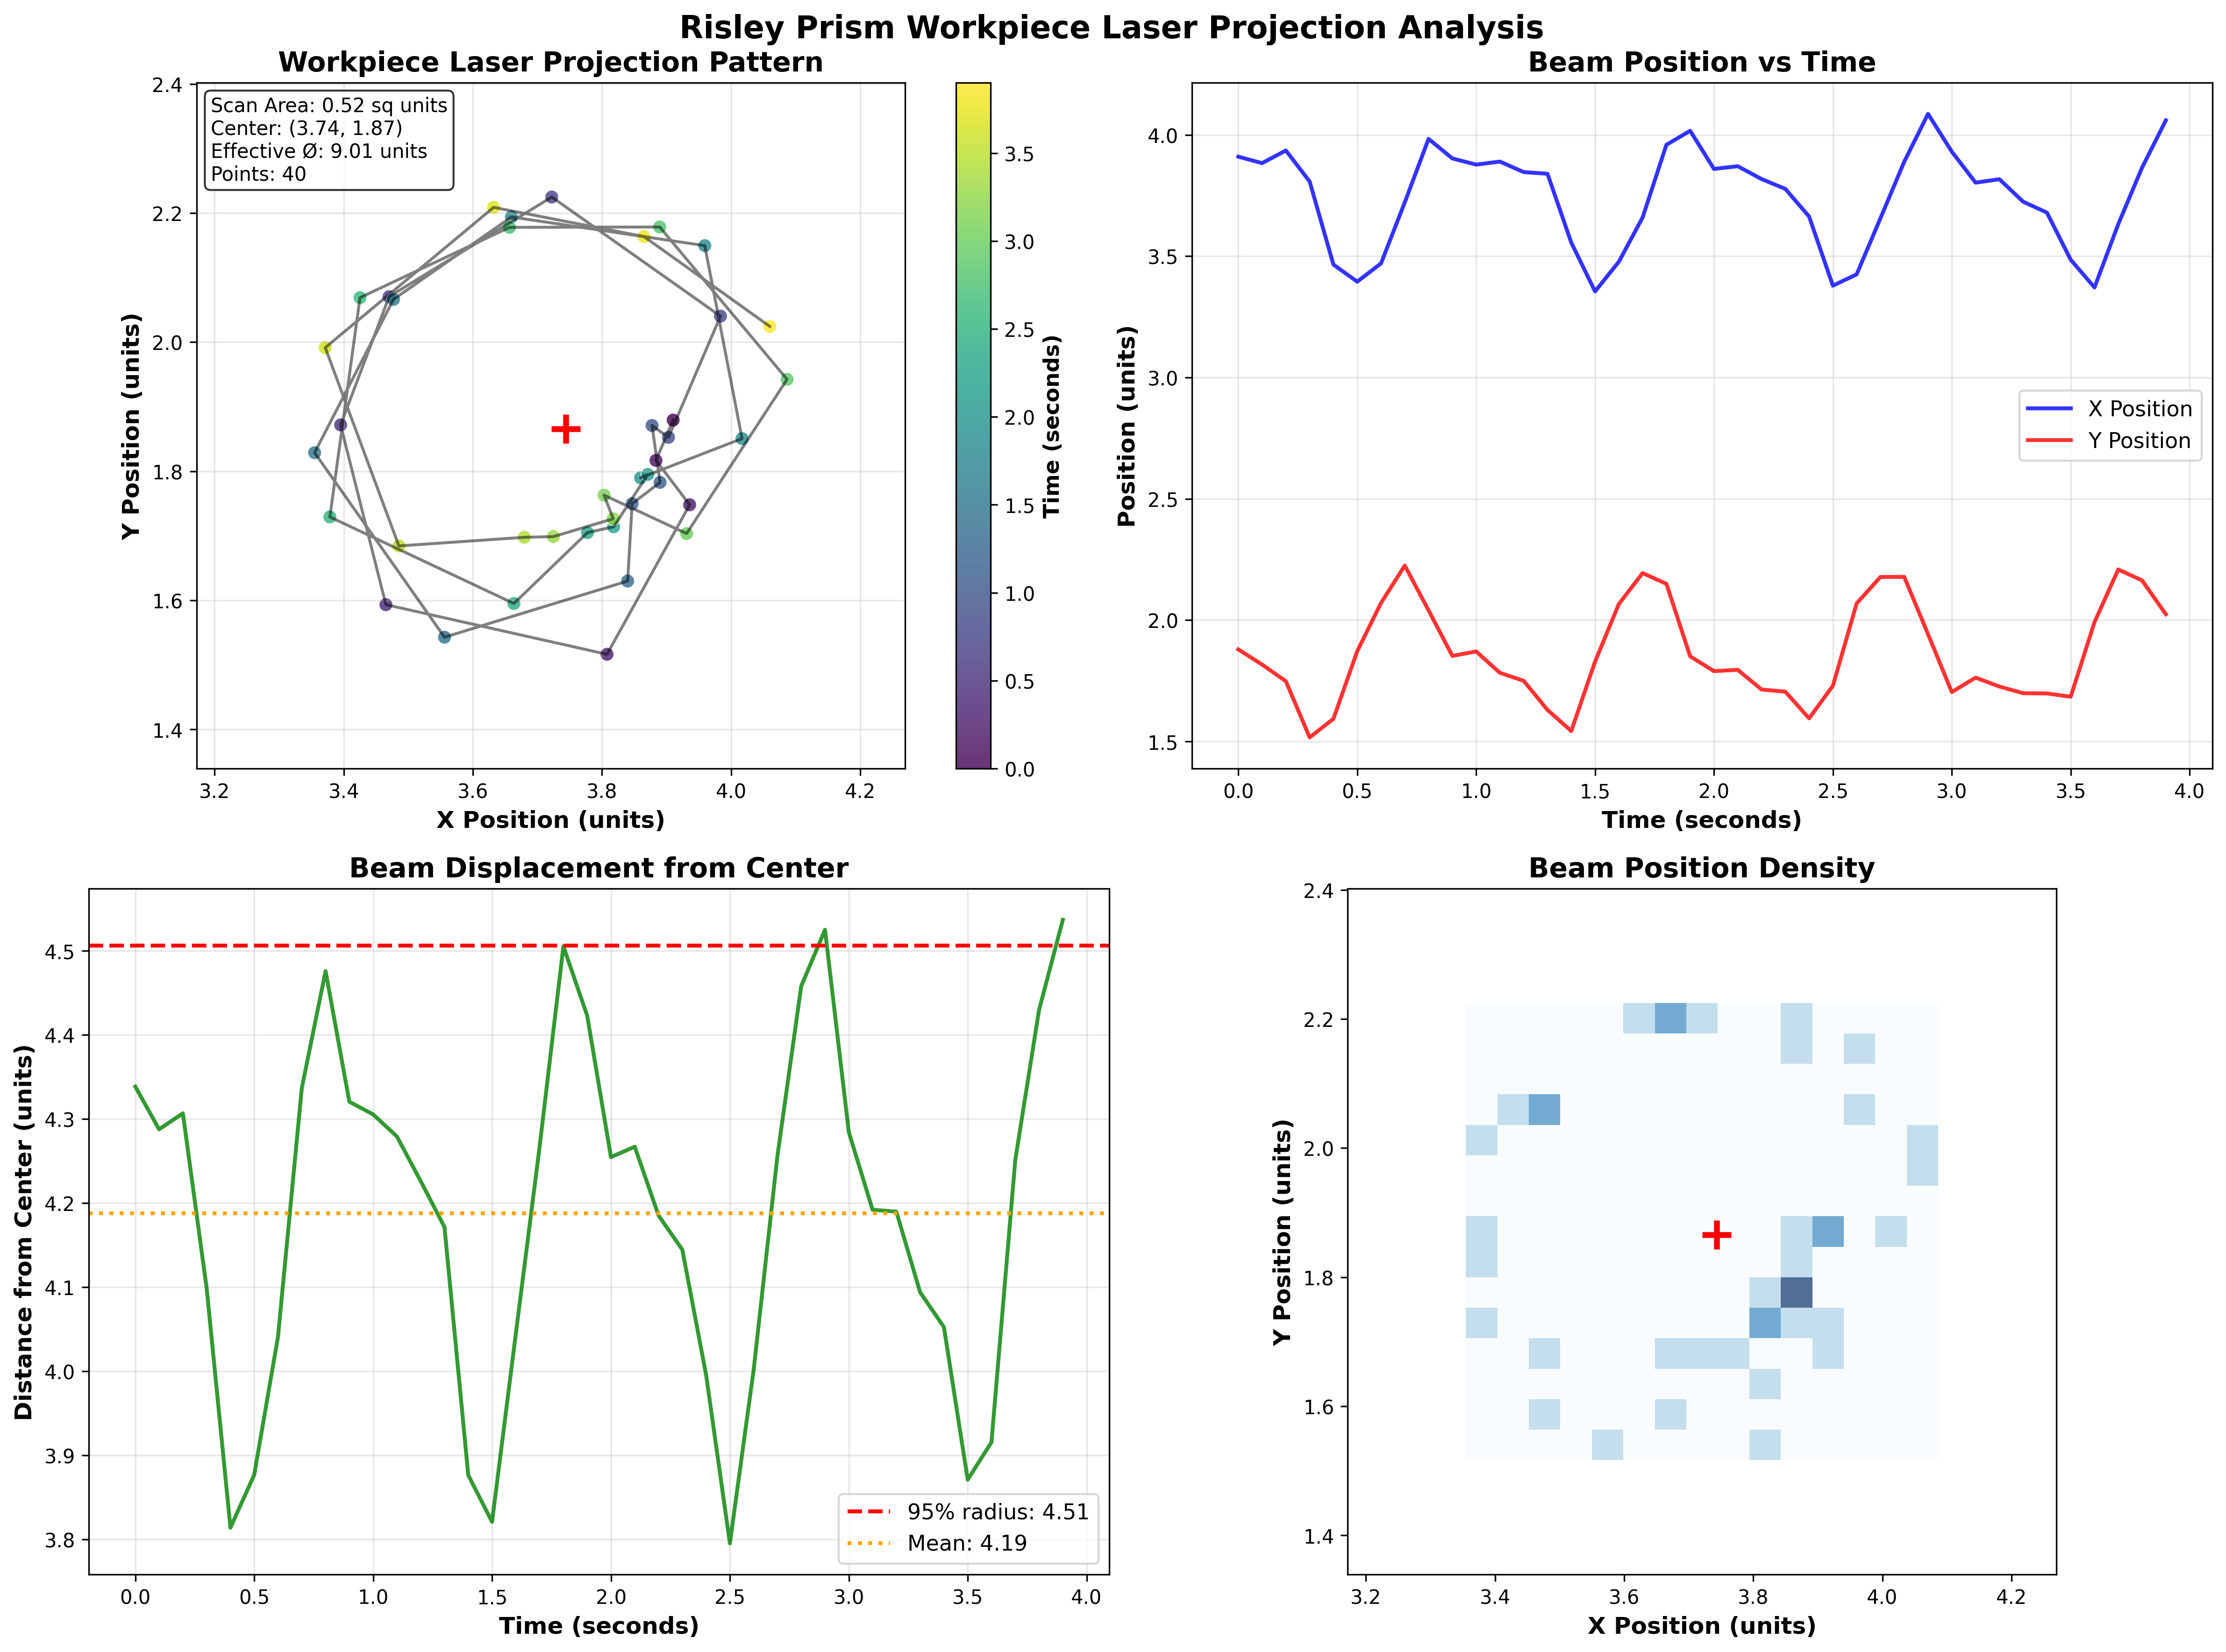 Risley Prism Workpiece Laser Projection Analysis
Workpiece Laser Projection Pattern
2.4
2.2
2.0
1.8
1.6
1.4
Y Position (units)
Scan Area: 0.52 sq units
Center: (3.74, 1.87)
Effective Ø: 9.01 units
Points: 40
3.2 3.4 3.6 3.8 4.0 4.2
X Position (units)
3.5
3.0
2.5
2.0
1.5
1.0
0.5
0.0
Time (seconds)
Beam Position vs Time
4.0
3.5
3.0
2.5
2.0
1.5
Position (units)
X Position
Y Position
0.0 0.5 1.0 1.5 2.0 2.5 3.0 3.5 4.0
Time (seconds)
Beam Displacement from Center
4.5
4.4
4.3
4.2
4.1
4.0
3.9
3.8
Distance from Center (units)
95% radius: 4.51
Mean: 4.19
0.0 0.5 1.0 1.5 2.0 2.5 3.0 3.5 4.0
Time (seconds)
Beam Position Density
2.4
2.2
2.0
1.8
1.6
1.4
Y Position (units)
3.2 3.4 3.6 3.8 4.0 4.2
X Position (units)